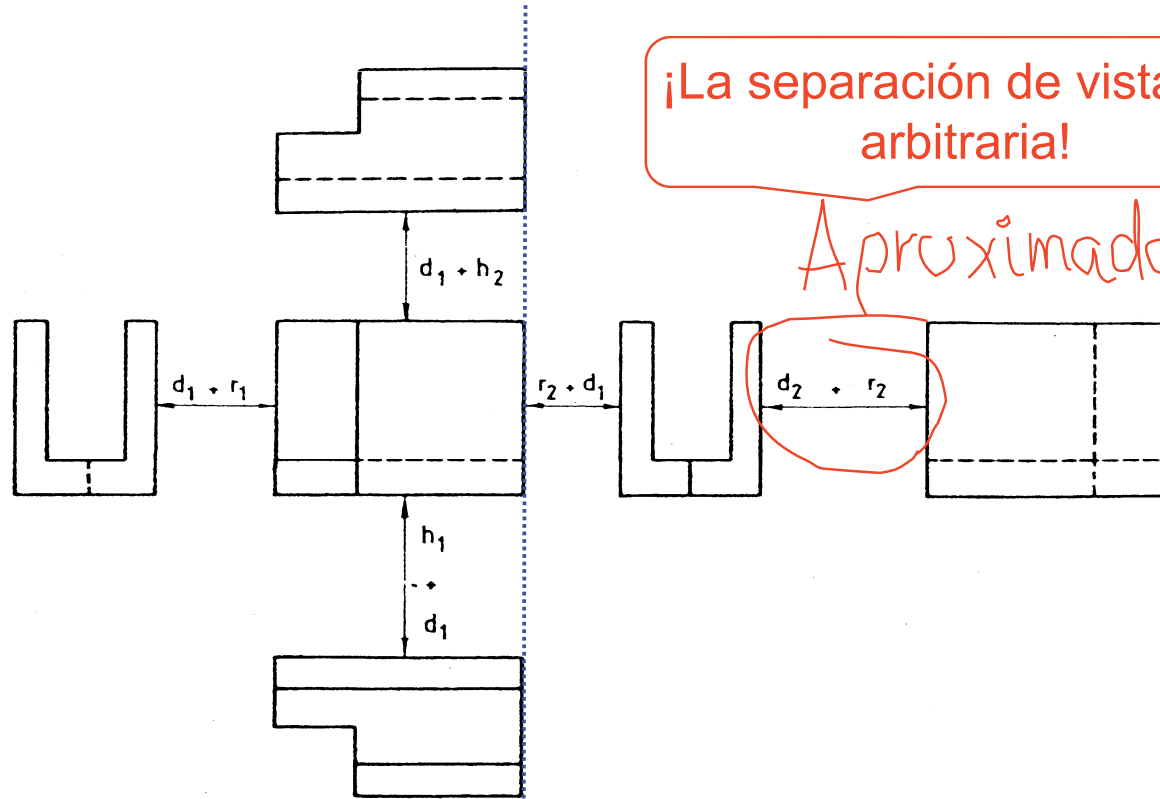 ¡La separación de vista
arbitraria!
Aproximado
d₁ + h₂
d₁ + r₁
r₂ + d₁
d₂ + r₂
h₁
+
d₁